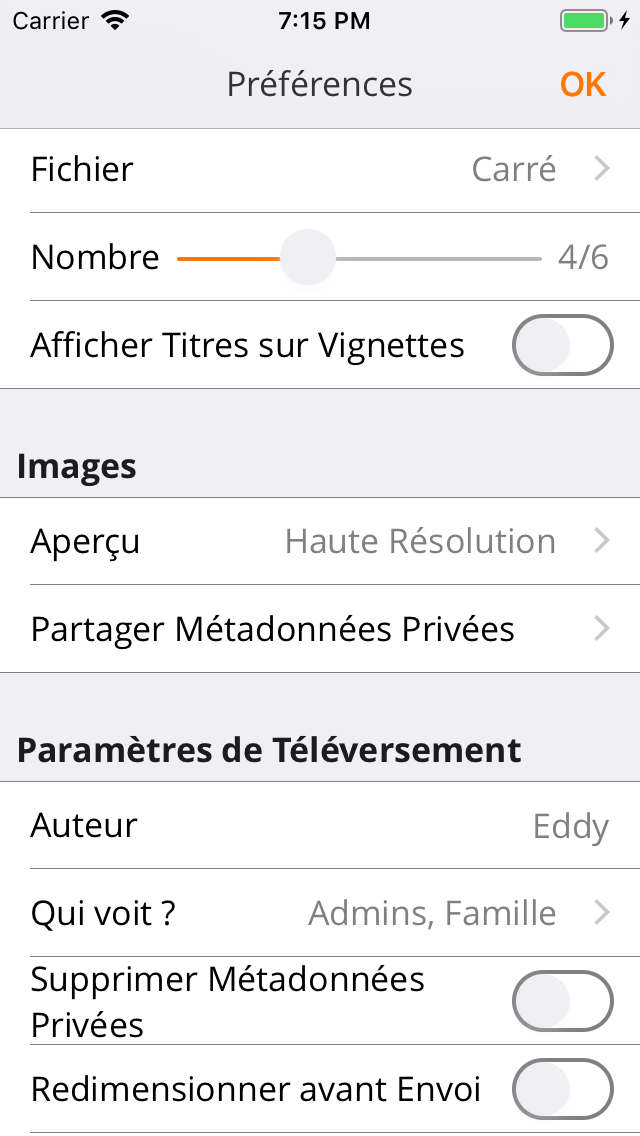 Carrier 7:15 PM
Préférences OK
Fichier Carré
Nombre 4/6
Afficher Titres sur Vignettes
Images
Aperçu Haute Résolution
Partager Métadonnées Privées
Paramètres de Téléversement
Auteur Eddy
Qui voit ? Admins, Famille
Supprimer Métadonnées
Privées
Redimensionner avant Envoi